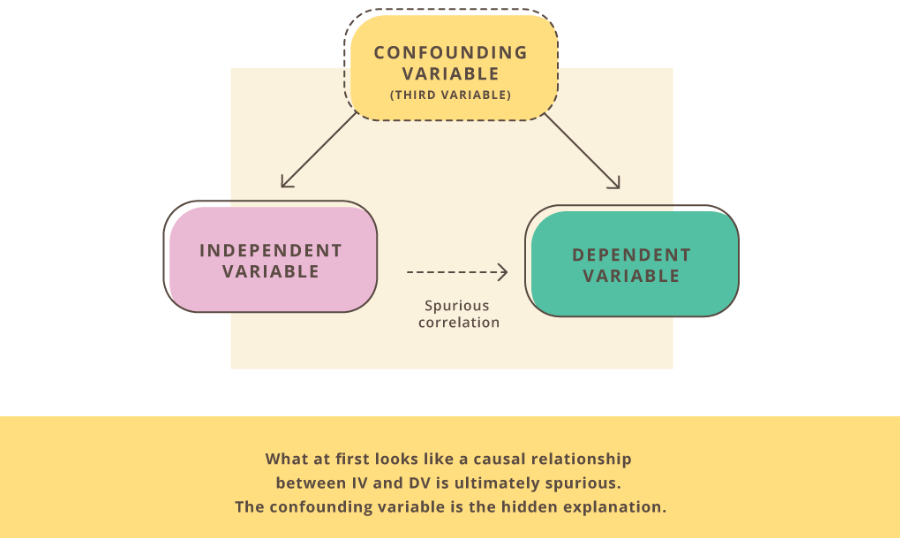 CONFOUNDING
VARIABLE
(THIRD VARIABLE)
INDEPENDENT
VARIABLE
DEPENDENT
VARIABLE
Spurious
correlation
What at first looks like a causal relationship
between IV and DV is ultimately spurious.
The confounding variable is the hidden explanation.